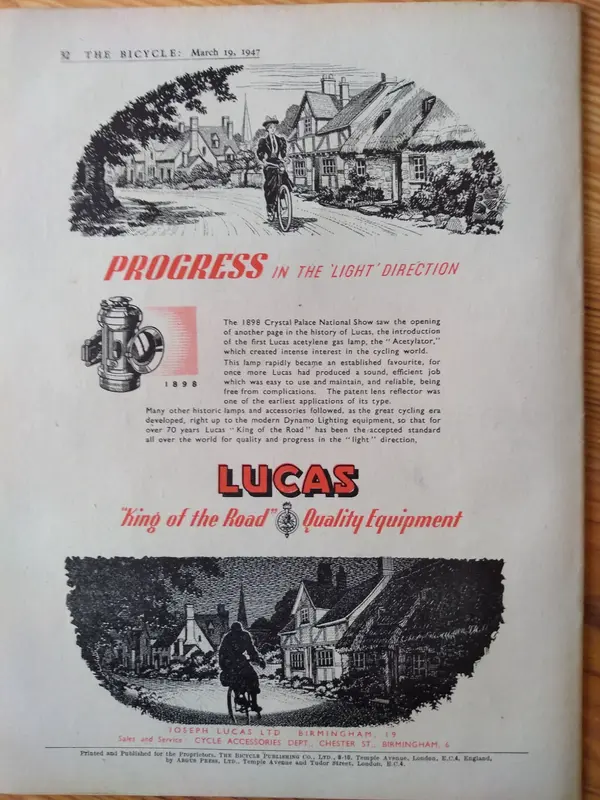 32 THE BICYCLE: March 19, 1947
PROGRESS IN THE 'LIGHT' DIRECTION
1898
The 1898 Crystal Palace National Show saw the opening
of another page in the history of Lucas, the introduction
of the first Lucas acetylene gas lamp, the "Acetylator,"
which created intense interest in the cycling world.
This lamp rapidly became an established favourite, for
once more Lucas had produced a sound, efficient job
which was easy to use and maintain, and reliable, being
free from complications. The patent lens reflector was
one of the earliest applications of its type.
Many other historic lamps and accessories followed, as the great cycling era
developed, right up to the modern Dynamo Lighting equipment, so that for
over 70 years Lucas "King of the Road" has been the accepted standard
all over the world for quality and progress in the "light" direction,
LUCAS
"King of the Road" Quality Equipment
JOSEPH LUCAS LTD BIRMINGHAM, 19
Sales and Service: CYCLE ACCESSORIES DEPT., CHESTER ST., BIRMINGHAM, 6
Printed and Published for the Proprietors, THE BICYCLE PUBLISHING CO., LTD., 8-10, Temple Avenue, London, E.C.4, England,
by ARGUS PRESS, LTD., Temple Avenue and Tudor Street, London, E.C.4.